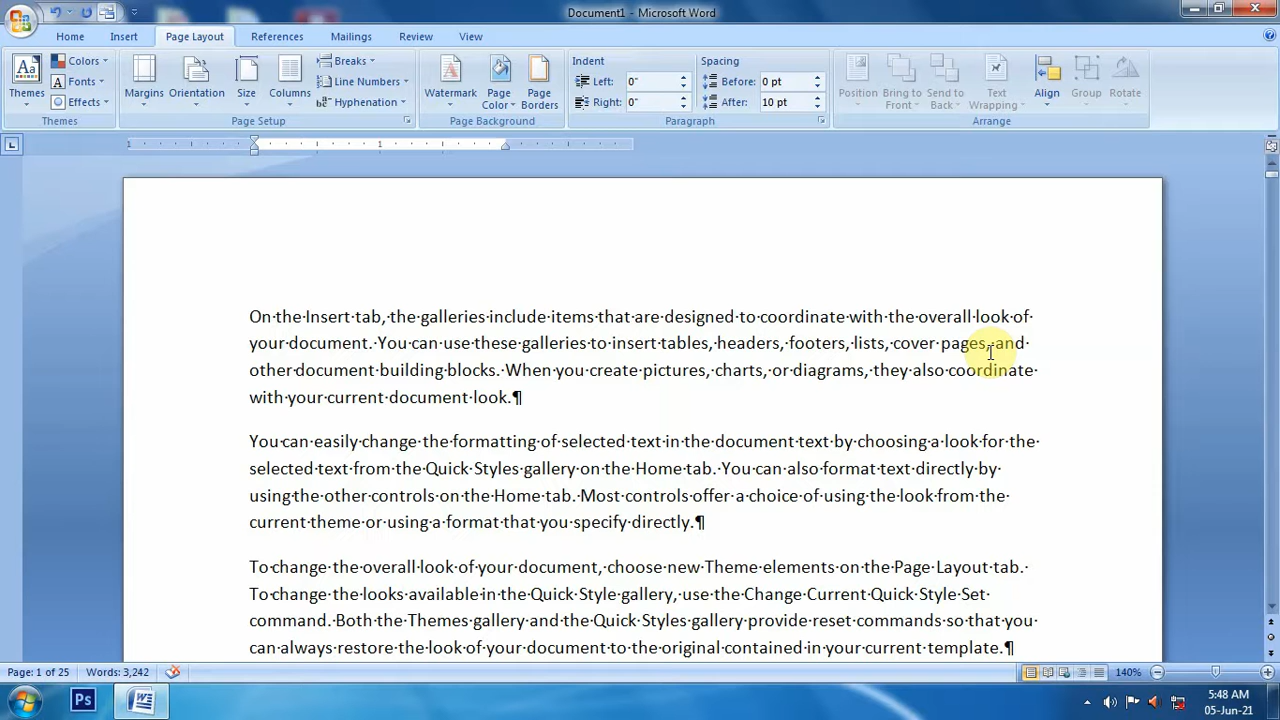 Document1 - Microsoft Word
Home Insert Page Layout References Mailings Review View
Themes Colors Fonts Effects
Margins Orientation Size Columns
Breaks
Line Numbers
Hyphenation
Watermark Page Color Page Borders
Indent
Left: 0"
Right: 0"
Spacing
Before: 0 pt
After: 10 pt
Position Bring to Front Send to Back Text Wrapping Align Group Rotate
Themes Page Setup Page Background Paragraph Arrange
1 1
On·the·Insert·tab,·the·galleries·include·items·that·are·designed·to·coordinate·with·the·overall·look·of·
your·document.·You·can·use·these·galleries·to·insert·tables,·headers,·footers,·lists,·cover·pages,·and·
other·document·building·blocks.·When·you·create·pictures,·charts,·or·diagrams,·they·also·coordinate·
with·your·current·document·look.¶
You·can·easily·change·the·formatting·of·selected·text·in·the·document·text·by·choosing·a·look·for·the·
selected·text·from·the·Quick·Styles·gallery·on·the·Home·tab.·You·can·also·format·text·directly·by·
using·the·other·controls·on·the·Home·tab.·Most·controls·offer·a·choice·of·using·the·look·from·the·
current·theme·or·using·a·format·that·you·specify·directly.¶
To·change·the·overall·look·of·your·document,·choose·new·Theme·elements·on·the·Page·Layout·tab.·
To·change·the·looks·available·in·the·Quick·Style·gallery,·use·the·Change·Current·Quick·Style·Set·
command.·Both·the·Themes·gallery·and·the·Quick·Styles·gallery·provide·reset·commands·so·that·you·
can·always·restore·the·look·of·your·document·to·the·original·contained·in·your·current·template.¶
Page: 1 of 25 Words: 3,242 140%
Ps 5:48 AM
05-Jun-21